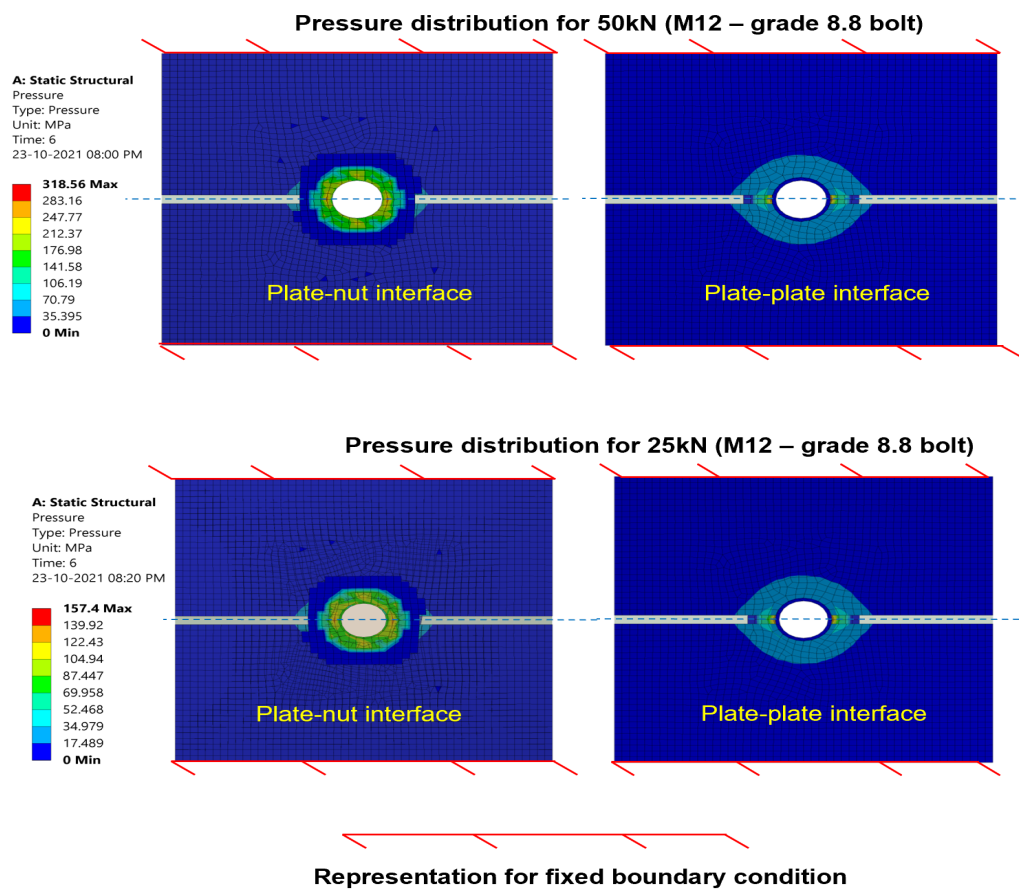 Pressure distribution for 50kN (M12 – grade 8.8 bolt)
A: Static Structural
Pressure
Type: Pressure
Unit: MPa
Time: 6
23-10-2021 08:00 PM
318.56 Max
283.16
247.77
212.37
176.98
141.58
106.19
70.79
35.395
0 Min
Plate-nut interface
Plate-plate interface
Pressure distribution for 25kN (M12 – grade 8.8 bolt)
A: Static Structural
Pressure
Type: Pressure
Unit: MPa
Time: 6
23-10-2021 08:20 PM
157.4 Max
139.92
122.43
104.94
87.447
69.958
52.468
34.979
17.489
0 Min
Plate-nut interface
Plate-plate interface
Representation for fixed boundary condition